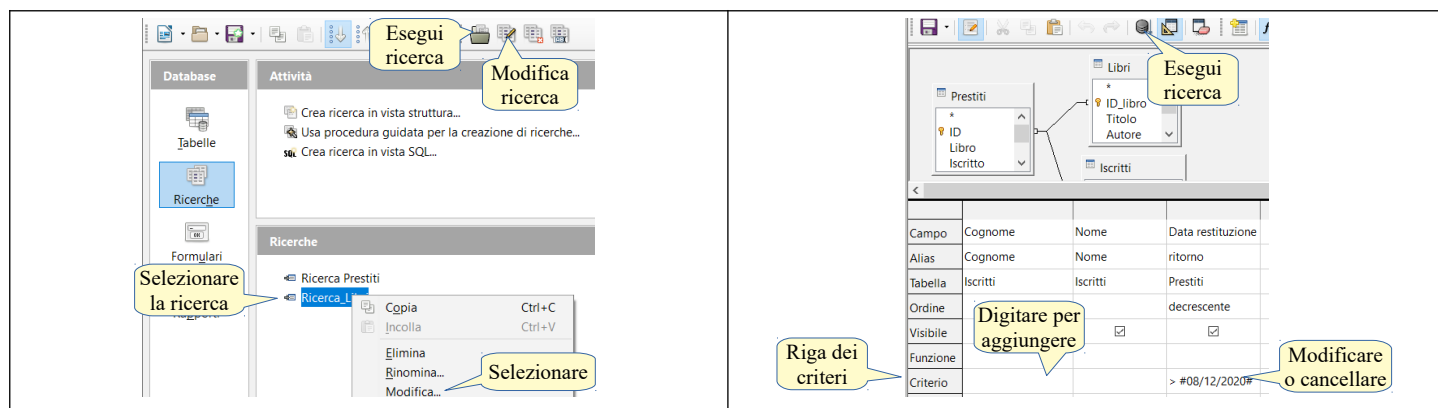 Esegui
ricerca
Modifica
ricerca
Database
Attività
Tabelle
Ricerche
Formulari
Crea ricerca in vista struttura...
Usa procedura guidata per la creazione di ricerche...
SQL Crea ricerca in vista SQL...
Ricerche
Selezionare
la ricerca
Ricerca Prestiti
Ricerca_Li
Copia Ctrl+C
Incolla Ctrl+V
Elimina
Rinomina...
Modifica...
Selezionare
Esegui
ricerca
Prestiti
*
ID
Libro
Iscritto
Libri
*
ID_libro
Titolo
Autore
Iscritti
Campo Cognome Nome Data restituzione
Alias Cognome Nome ritorno
Tabella Iscritti Iscritti Prestiti
Ordine decrescente
Visibile
Funzione
Criterio > #08/12/2020#
Digitare per
aggiungere
Riga dei
criteri
Modificare
o cancellare